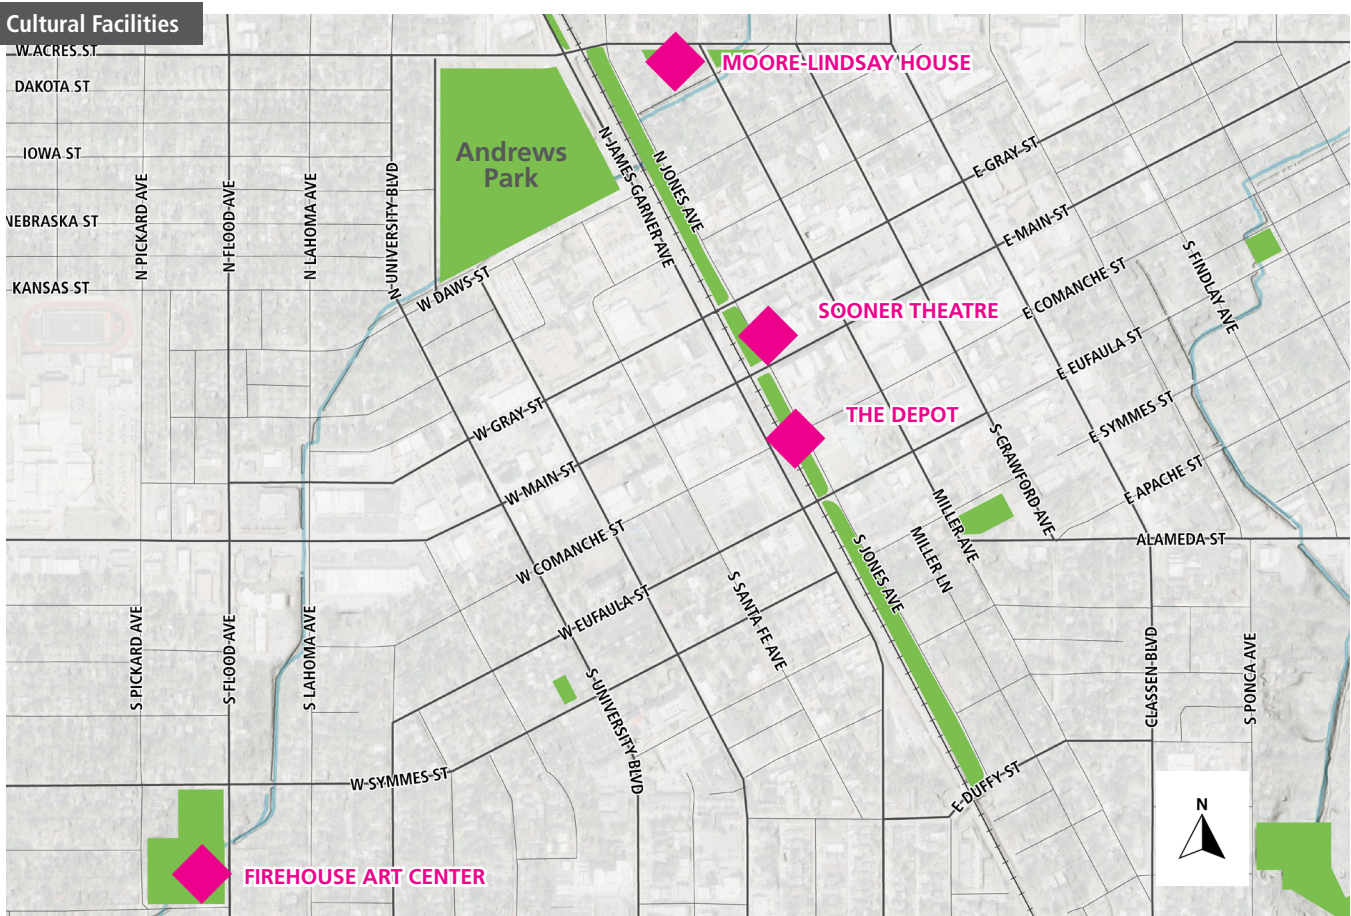 Cultural Facilities
W ACRES ST
DAKOTA ST
IOWA ST
NEBRASKA ST
KANSAS ST
N PICKARD AVE
N FLOOD AVE
N LAHOMA AVE
N UNIVERSITY BLVD
Andrews
Park
MOORE-LINDSAY HOUSE
N JAMES GARNER AVE
N JONES AVE
E GRAY ST
E MAIN ST
E COMANCHE ST
S FINDLAY AVE
W DAWS ST
SOONER THEATRE
E EUFAULA ST
W GRAY ST
THE DEPOT
E SYMMES ST
W MAIN ST
S CRAWFORD AVE
E APACHE ST
W COMANCHE ST
MILLER AVE
MILLER LN
ALAMEDA ST
S JONES AVE
W EUFAULA ST
S SANTA FE AVE
S PICKARD AVE
S FLOOD AVE
S LAHOMA AVE
S UNIVERSITY BLVD
CLASSEN BLVD
S PONCA AVE
W SYMMES ST
E DUFFY ST
N
FIREHOUSE ART CENTER